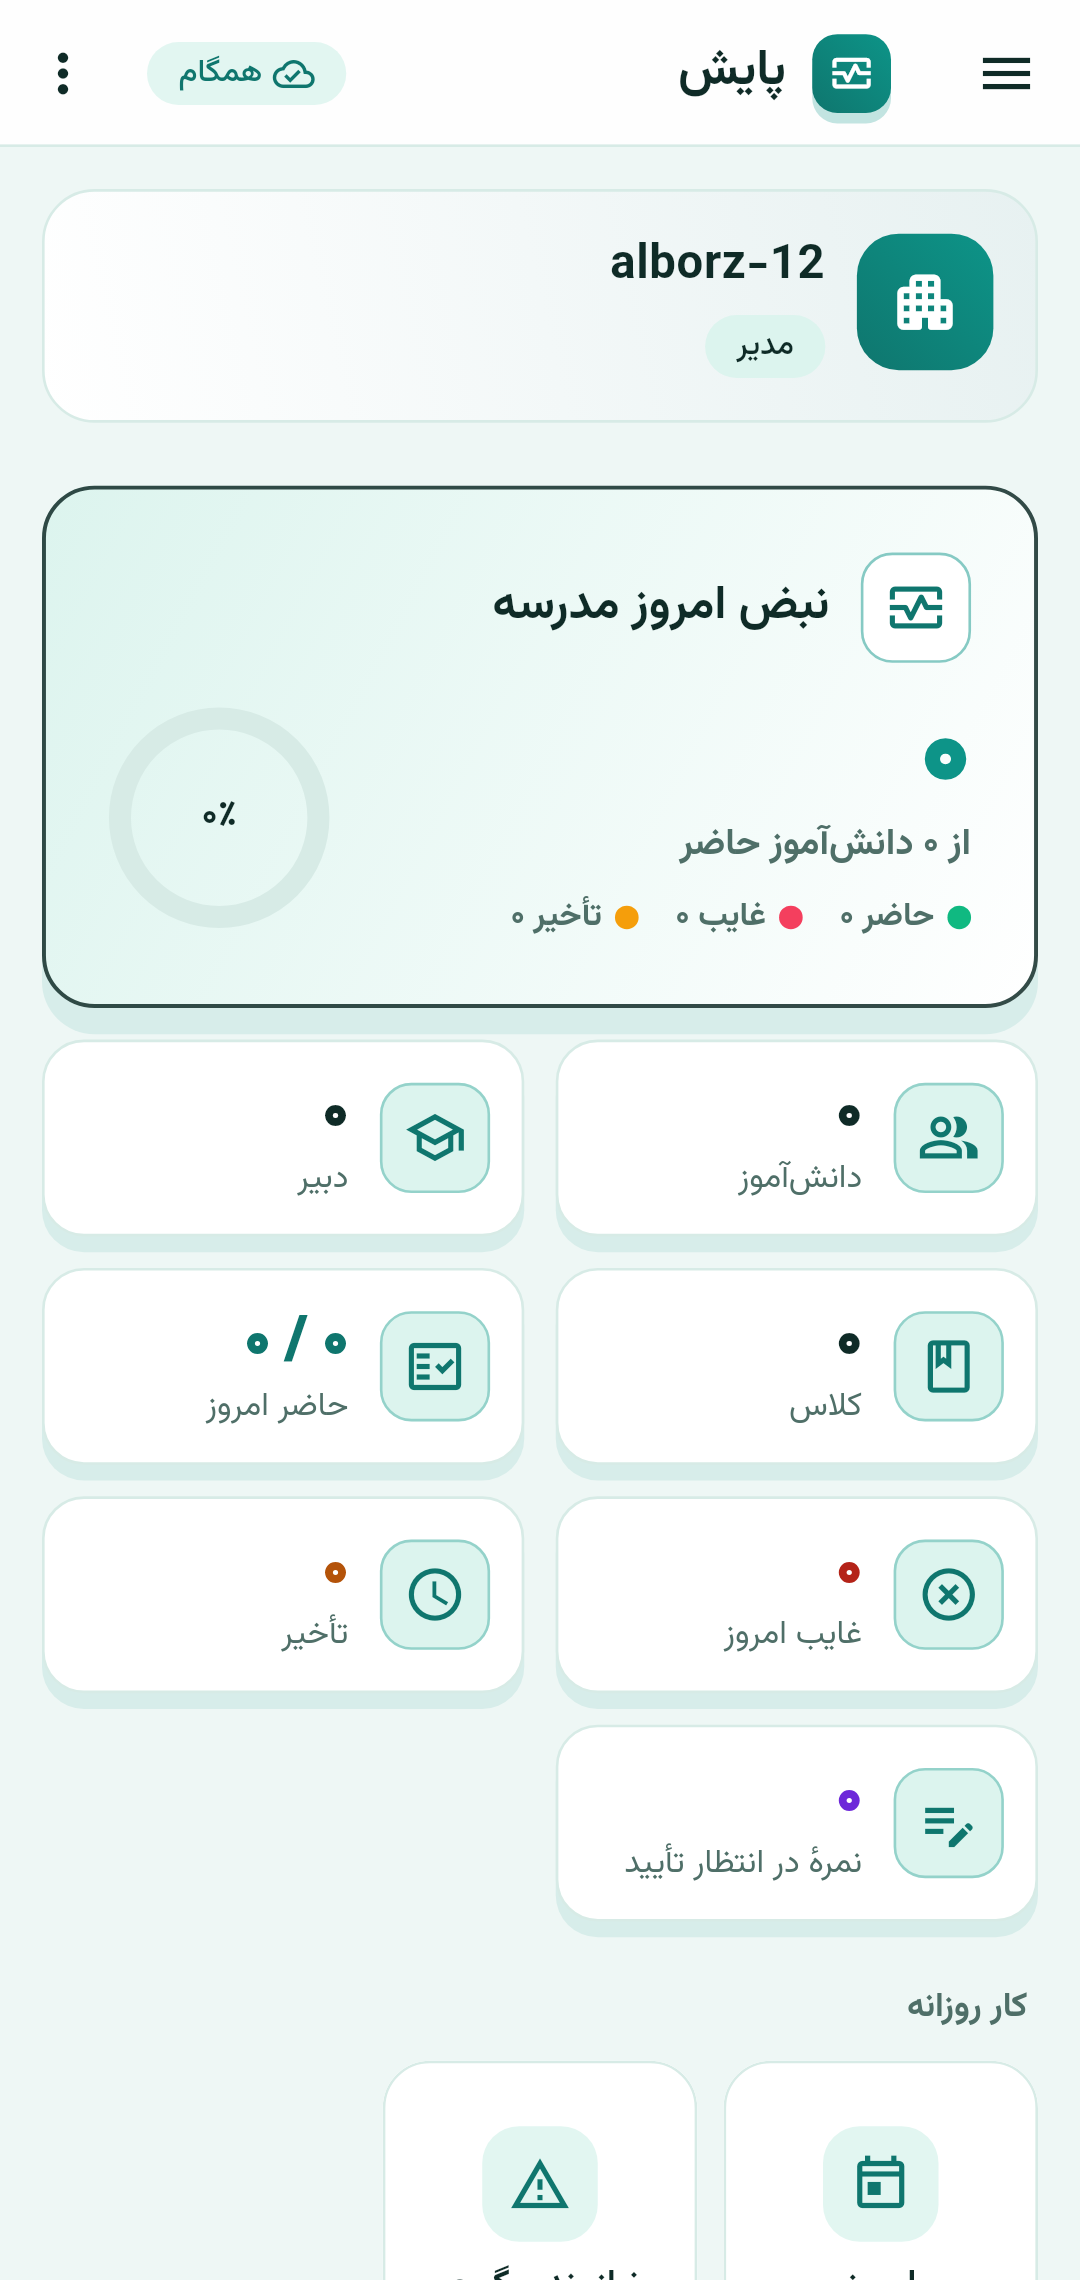 پایش
همگام
alborz-12
مدیر
نبض امروز مدرسه
۰
از ۰ دانش‌آموز حاضر
حاضر ۰ غایب ۰ تأخیر ۰
۰٪
۰
دانش‌آموز
۰
دبیر
۰
کلاس
۰ / ۰
حاضر امروز
۰
غایب امروز
۰
تأخیر
۰
نمرهٔ در انتظار تأیید
کار روزانه